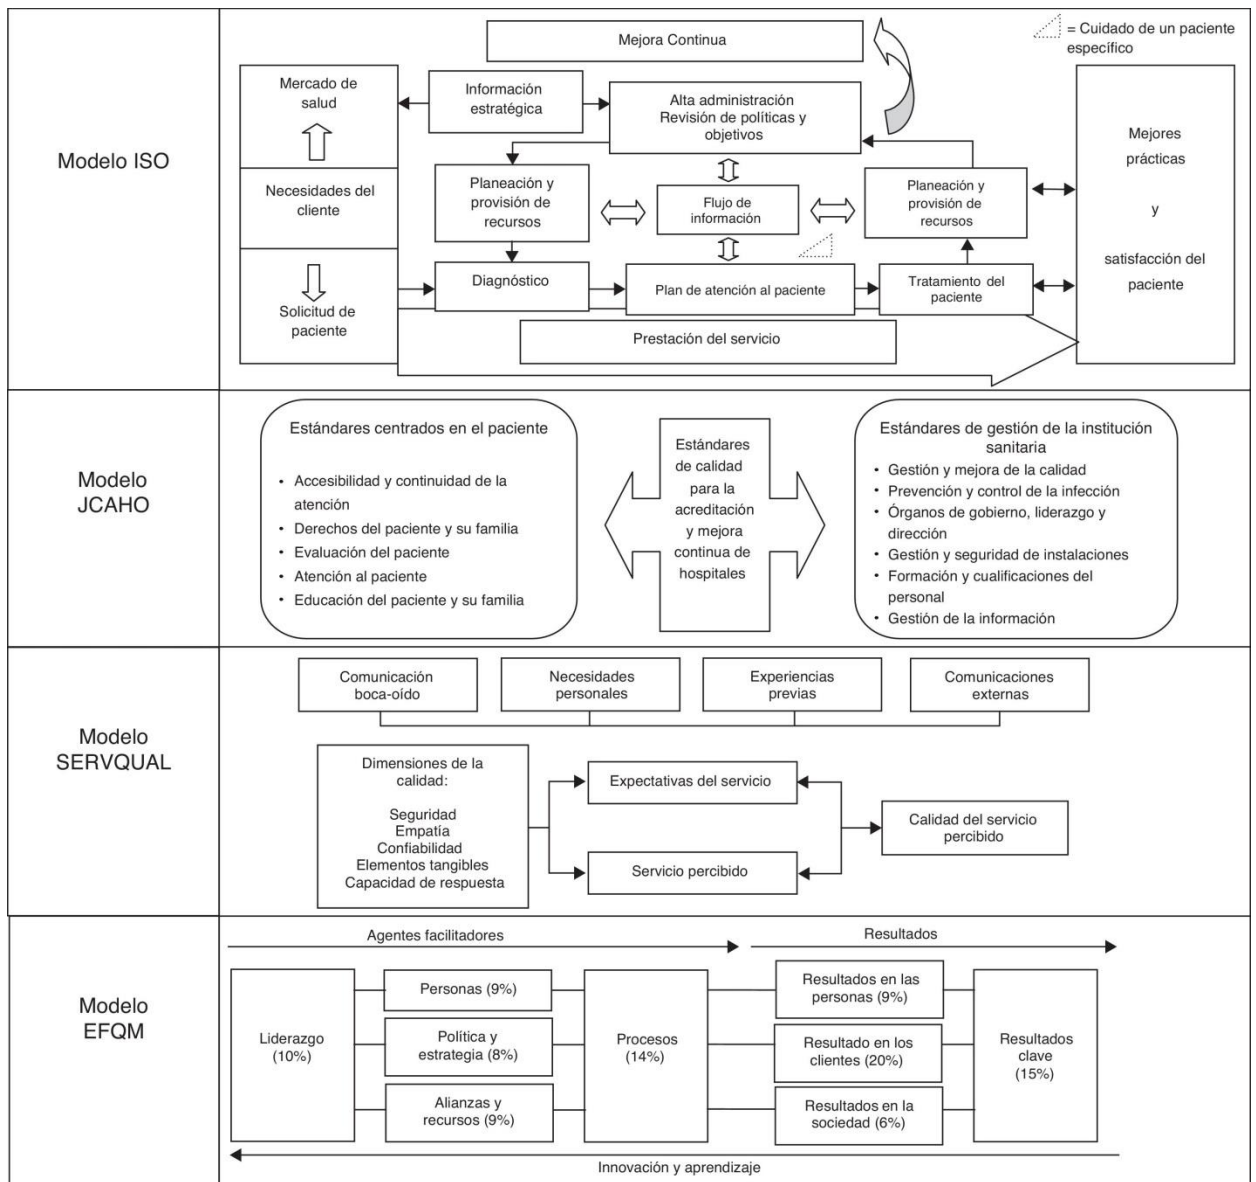 Modelo ISO
Mejora Continua
= Cuidado de un paciente
específico
Mercado de
salud
Información
estratégica
Alta administración
Revisión de políticas y
objetivos
Necesidades del
cliente
Planeación y
provisión de
recursos
Flujo de
información
Planeación y
provisión de
recursos
Mejores
prácticas
y
satisfacción del
paciente
Solicitud de
paciente
Diagnóstico
Plan de atención al paciente
Tratamiento del
paciente
Prestación del servicio
Modelo
JCAHO
Estándares centrados en el paciente
• Accesibilidad y continuidad de la
atención
• Derechos del paciente y su familia
• Evaluación del paciente
• Atención al paciente
• Educación del paciente y su familia
Estándares
de calidad
para la
acreditación
y mejora
continua de
hospitales
Estándares de gestión de la institución
sanitaria
• Gestión y mejora de la calidad
• Prevención y control de la infección
• Órganos de gobierno, liderazgo y
dirección
• Gestión y seguridad de instalaciones
• Formación y cualificaciones del
personal
• Gestión de la información
Modelo
SERVQUAL
Comunicación
boca-oído
Necesidades
personales
Experiencias
previas
Comunicaciones
externas
Dimensiones de la
calidad:
Seguridad
Empatía
Confiabilidad
Elementos tangibles
Capacidad de respuesta
Expectativas del servicio
Servicio percibido
Calidad del servicio
percibido
Modelo
EFQM
Agentes facilitadores
Resultados
Liderazgo
(10%)
Personas (9%)
Política y
estrategia (8%)
Alianzas y
recursos (9%)
Procesos
(14%)
Resultados en las
personas (9%)
Resultado en los
clientes (20%)
Resultados en la
sociedad (6%)
Resultados
clave
(15%)
Innovación y aprendizaje